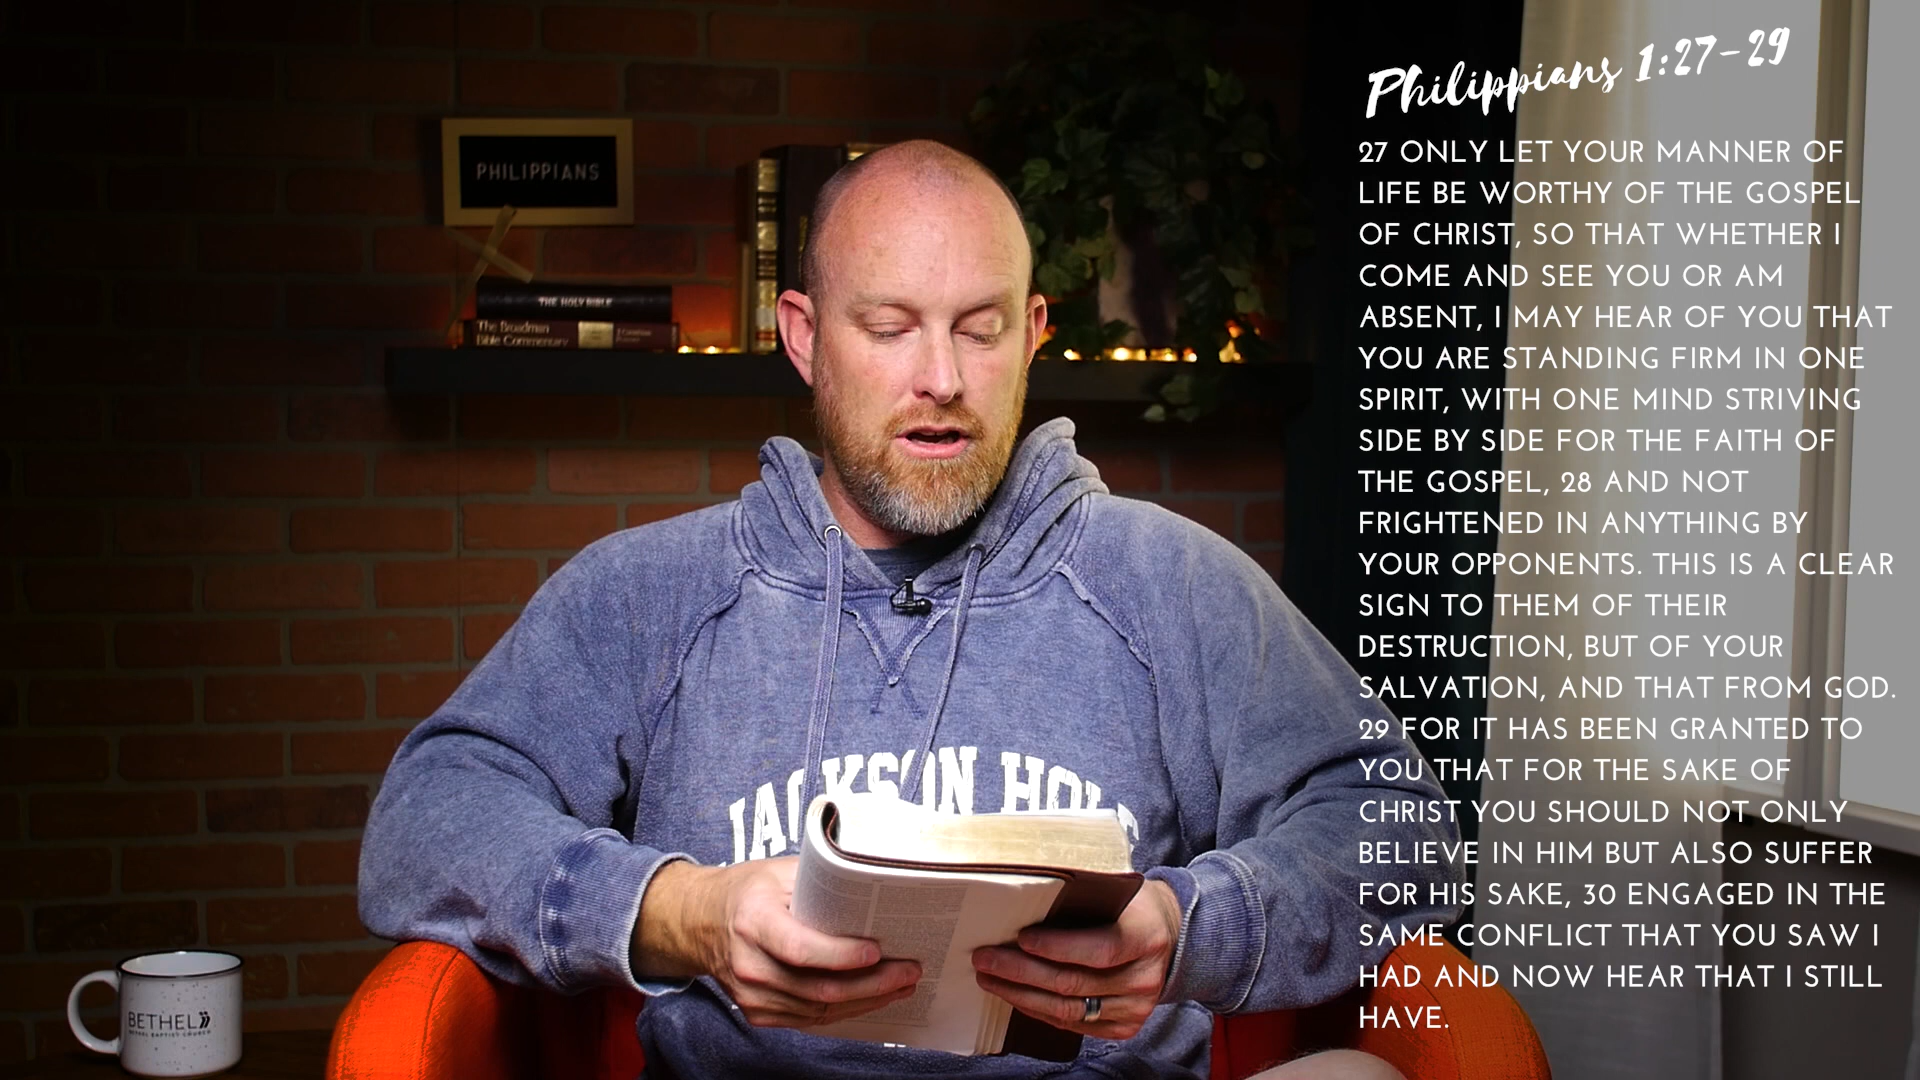 Philippians 1:27-29
27 ONLY LET YOUR MANNER OF
LIFE BE WORTHY OF THE GOSPEL
OF CHRIST, SO THAT WHETHER I
COME AND SEE YOU OR AM
ABSENT, I MAY HEAR OF YOU THAT
YOU ARE STANDING FIRM IN ONE
SPIRIT, WITH ONE MIND STRIVING
SIDE BY SIDE FOR THE FAITH OF
THE GOSPEL, 28 AND NOT
FRIGHTENED IN ANYTHING BY
YOUR OPPONENTS. THIS IS A CLEAR
SIGN TO THEM OF THEIR
DESTRUCTION, BUT OF YOUR
SALVATION, AND THAT FROM GOD.
29 FOR IT HAS BEEN GRANTED TO
YOU THAT FOR THE SAKE OF
CHRIST YOU SHOULD NOT ONLY
BELIEVE IN HIM BUT ALSO SUFFER
FOR HIS SAKE, 30 ENGAGED IN THE
SAME CONFLICT THAT YOU SAW I
HAD AND NOW HEAR THAT I STILL
HAVE.
PHILIPPIANS
THE HOLY BIBLE
The Broadman
Bible Commentary
JACKSON HOL
BETHEL
BETHEL BAPTIST CHURCH